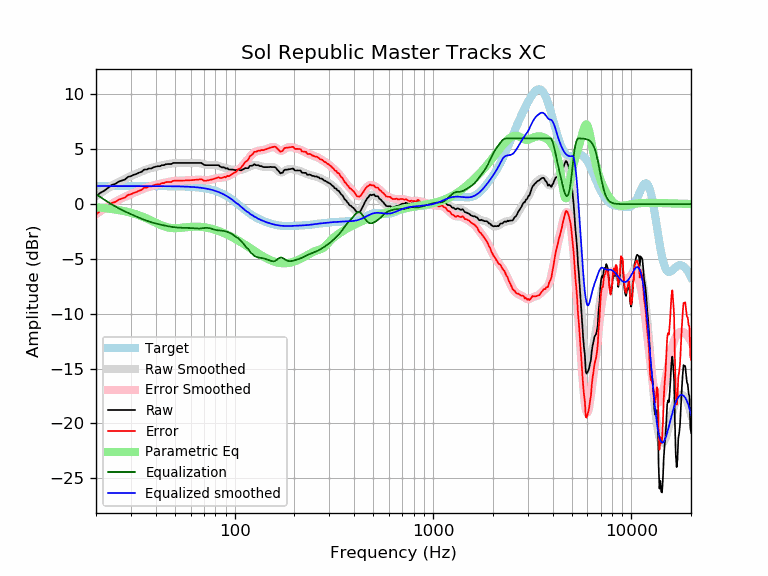 Sol Republic Master Tracks XC
Amplitude (dBr)
10
5
0
−5
−10
−15
−20
−25
Target
Raw Smoothed
Error Smoothed
Raw
Error
Parametric Eq
Equalization
Equalized smoothed
100
1000
10000
Frequency (Hz)